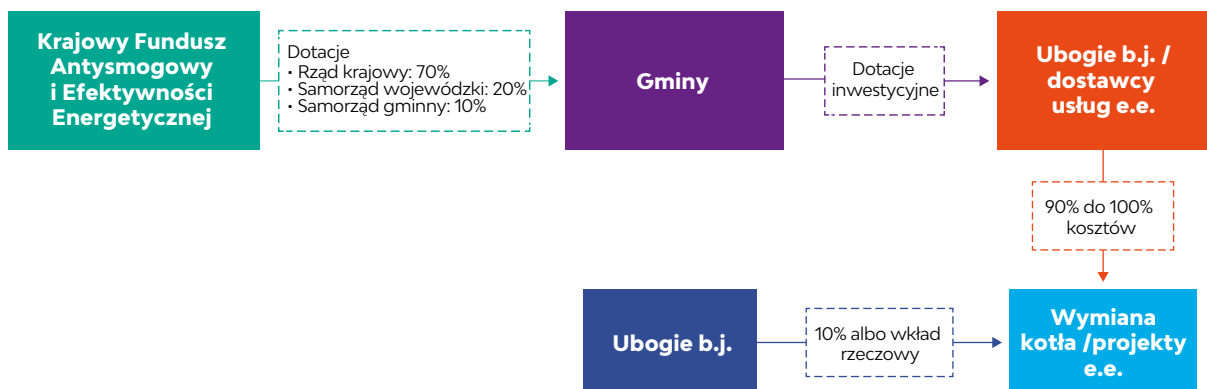 Krajowy Fundusz
Antysmogowy
i Efektywności
Energetycznej
Dotacje
• Rząd krajowy: 70%
• Samorząd wojewódzki: 20%
• Samorząd gminny: 10%
Gminy
Dotacje
inwestycyjne
Ubogie b.j. /
dostawcy
usług e.e.
90% do 100%
kosztów
Ubogie b.j.
10% albo wkład
rzeczowy
Wymiana
kotła /projekty
e.e.